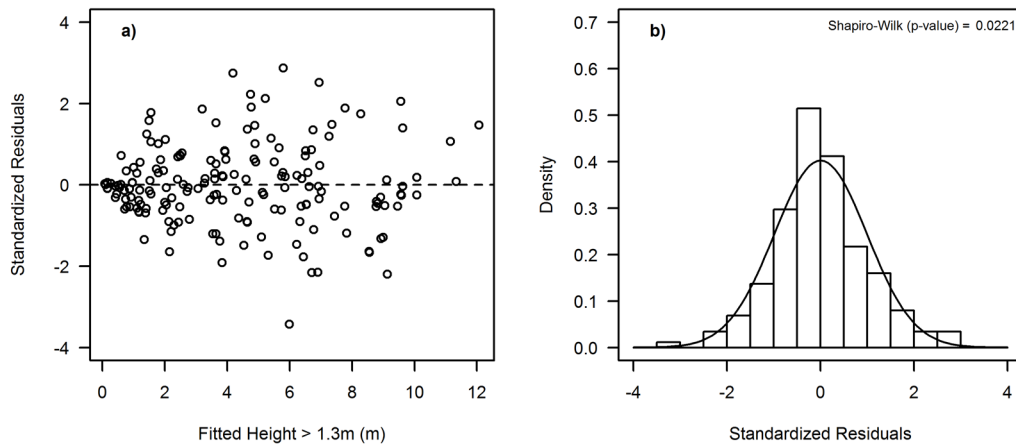 a)
4
2
0
-2
-4
Standardized Residuals
0 2 4 6 8 10 12
Fitted Height > 1.3m (m)
b)
Shapiro-Wilk (p-value) = 0.0221
0.7
0.6
0.5
0.4
0.3
0.2
0.1
0.0
Density
-4 -2 0 2 4
Standardized Residuals